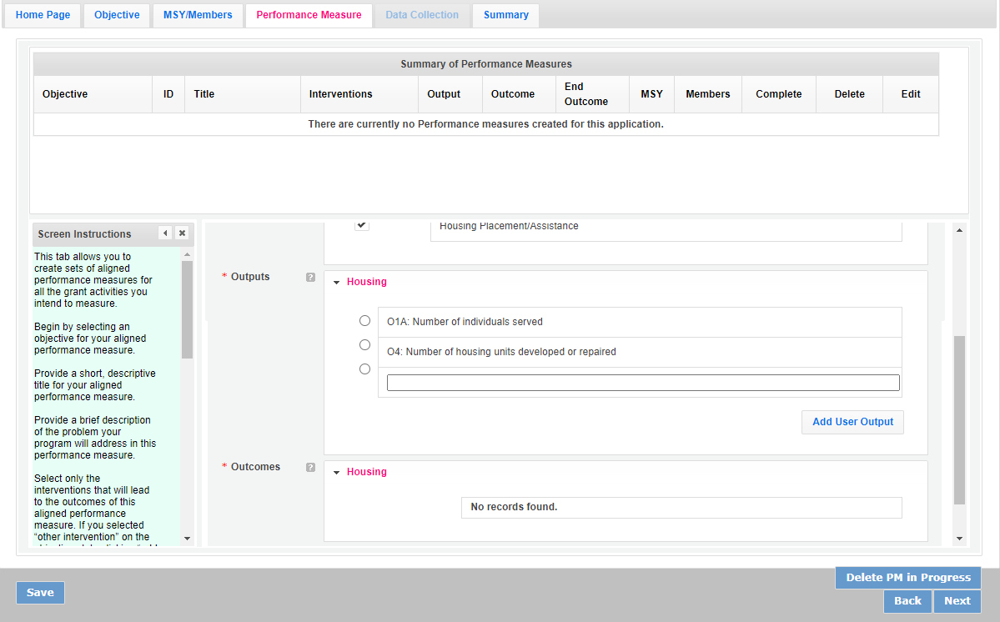 Home Page
Objective
MSY/Members
Performance Measure
Data Collection
Summary
Summary of Performance Measures
Objective
ID
Title
Interventions
Output
Outcome
End
Outcome
MSY
Members
Complete
Delete
Edit
There are currently no Performance measures created for this application.
Screen Instructions
This tab allows you to
create sets of aligned
performance measures for
all the grant activities you
intend to measure.
Begin by selecting an
objective for your aligned
performance measure.
Provide a short, descriptive
title for your aligned
performance measure.
Provide a brief description
of the problem your
program will address in this
performance measure.
Select only the
interventions that will lead
to the outcomes of this
aligned performance
measure. If you selected
“other intervention” on the
Housing Placement/Assistance
* Outputs
?
Housing
O1A: Number of individuals served
O4: Number of housing units developed or repaired
Add User Output
* Outcomes
?
Housing
No records found.
Save
Delete PM in Progress
Back
Next